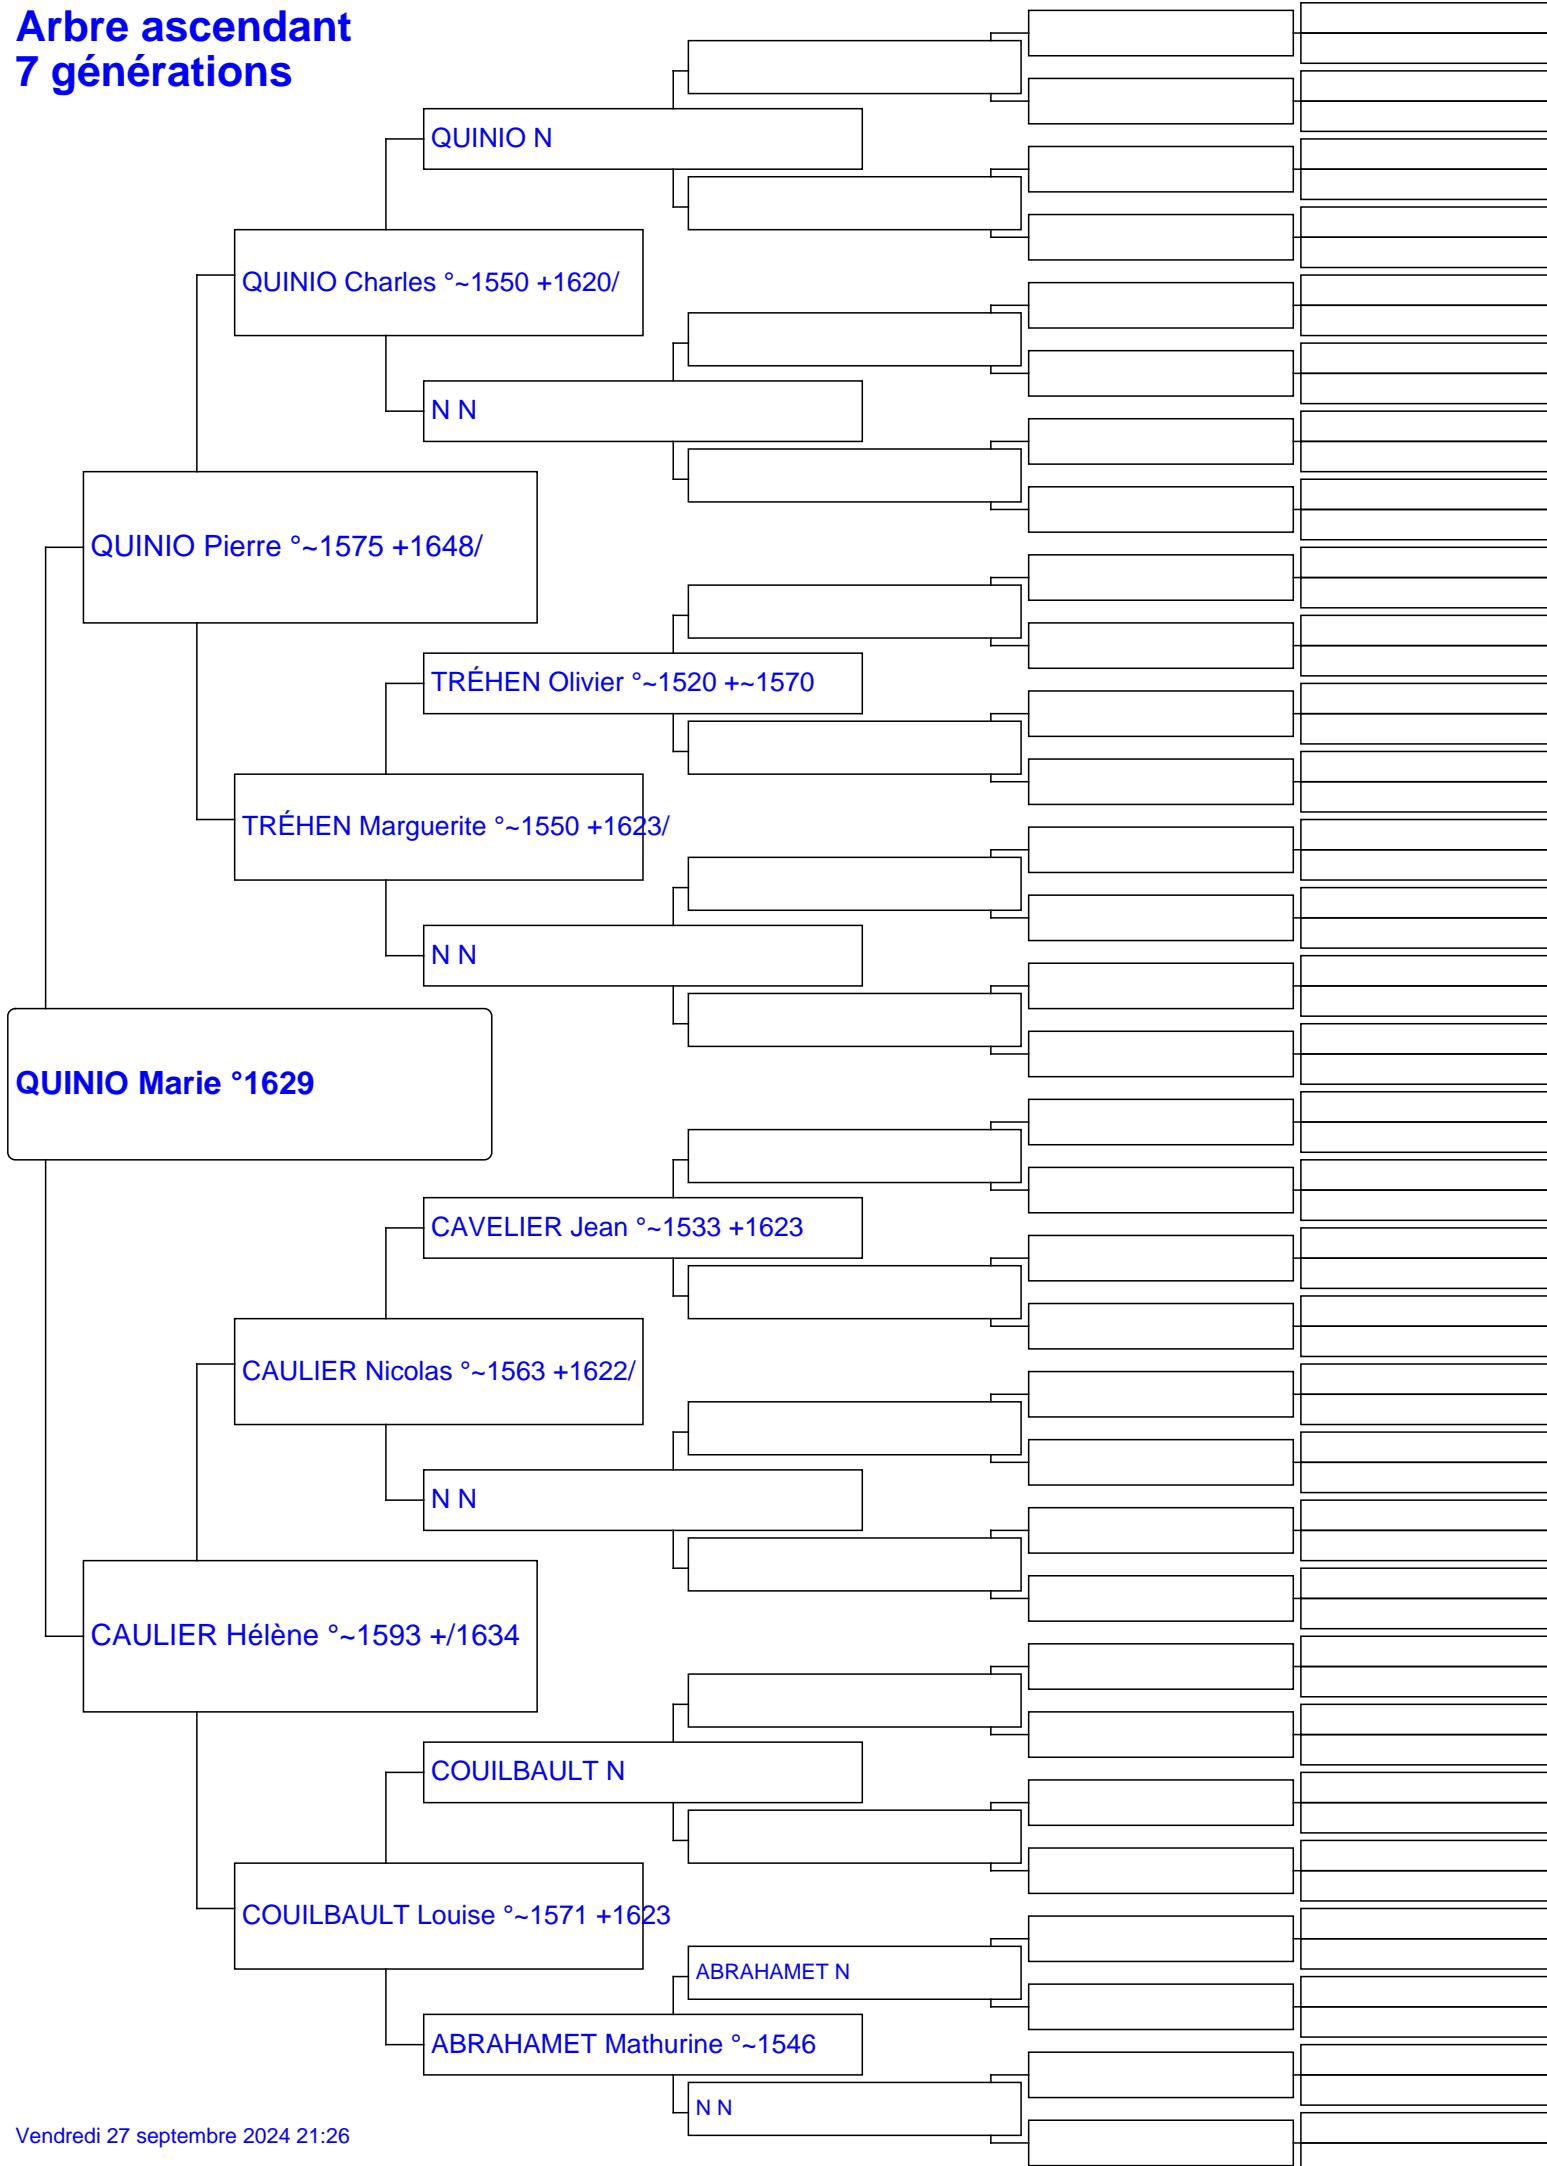 Arbre ascendant
7 générations
QUINIO N
QUINIO Charles °~1550 +1620/
N N
QUINIO Pierre °~1575 +1648/
TRÉHEN Olivier °~1520 +~1570
TRÉHEN Marguerite °~1550 +1623/
N N
QUINIO Marie °1629
CAVELIER Jean °~1533 +1623
CAULIER Nicolas °~1563 +1622/
N N
CAULIER Hélène °~1593 +/1634
COUILBAULT N
COUILBAULT Louise °~1571 +1623
ABRAHAMET N
ABRAHAMET Mathurine °~1546
N N
Vendredi 27 septembre 2024 21:26